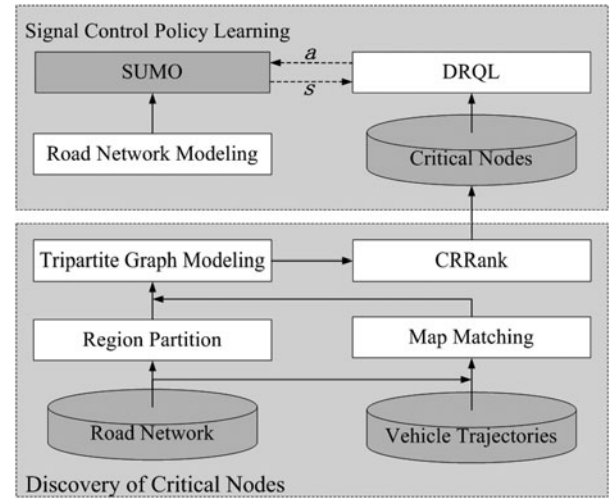 Signal Control Policy Learning
SUMO
a
s
DRQL
Road Network Modeling
Critical Nodes
Tripartite Graph Modeling
CRRank
Region Partition
Map Matching
Road Network
Vehicle Trajectories
Discovery of Critical Nodes